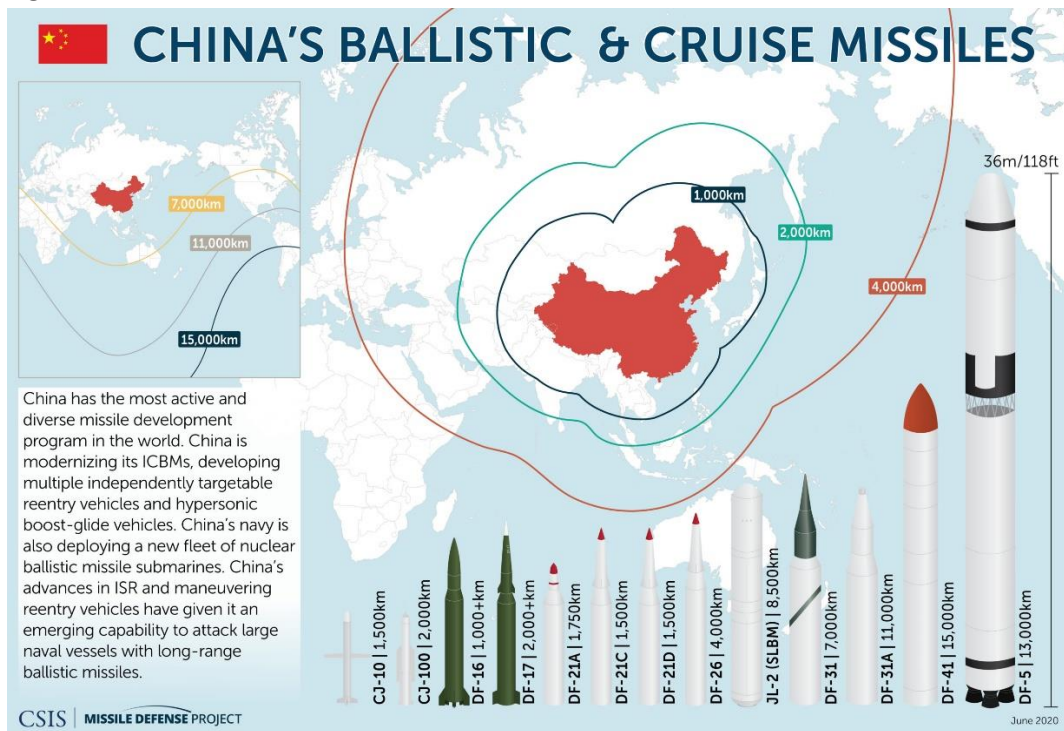 CHINA'S BALLISTIC & CRUISE MISSILES
7,000km
11,000km
15,000km
1,000km
2,000km
4,000km
36m/118ft
China has the most active and
diverse missile development
program in the world. China is
modernizing its ICBMs, developing
multiple independently targetable
reentry vehicles and hypersonic
boost-glide vehicles. China's navy is
also deploying a new fleet of nuclear
ballistic missile submarines. China's
advances in ISR and maneuvering
reentry vehicles have given it an
emerging capability to attack large
naval vessels with long-range
ballistic missiles.
CJ-10 | 1,500km
CJ-100 | 2,000km
DF-16 | 1,000+km
DF-17 | 2,000+km
DF-21A | 1,750km
DF-21C | 1,500km
DF-21D | 1,500km
DF-26 | 4,000km
JL-2 (SLBM) | 8,500km
DF-31 | 7,000km
DF-31A | 11,000km
DF-41 | 15,000km
DF-5 | 13,000km
CSIS | MISSILE DEFENSE PROJECT
June 2020